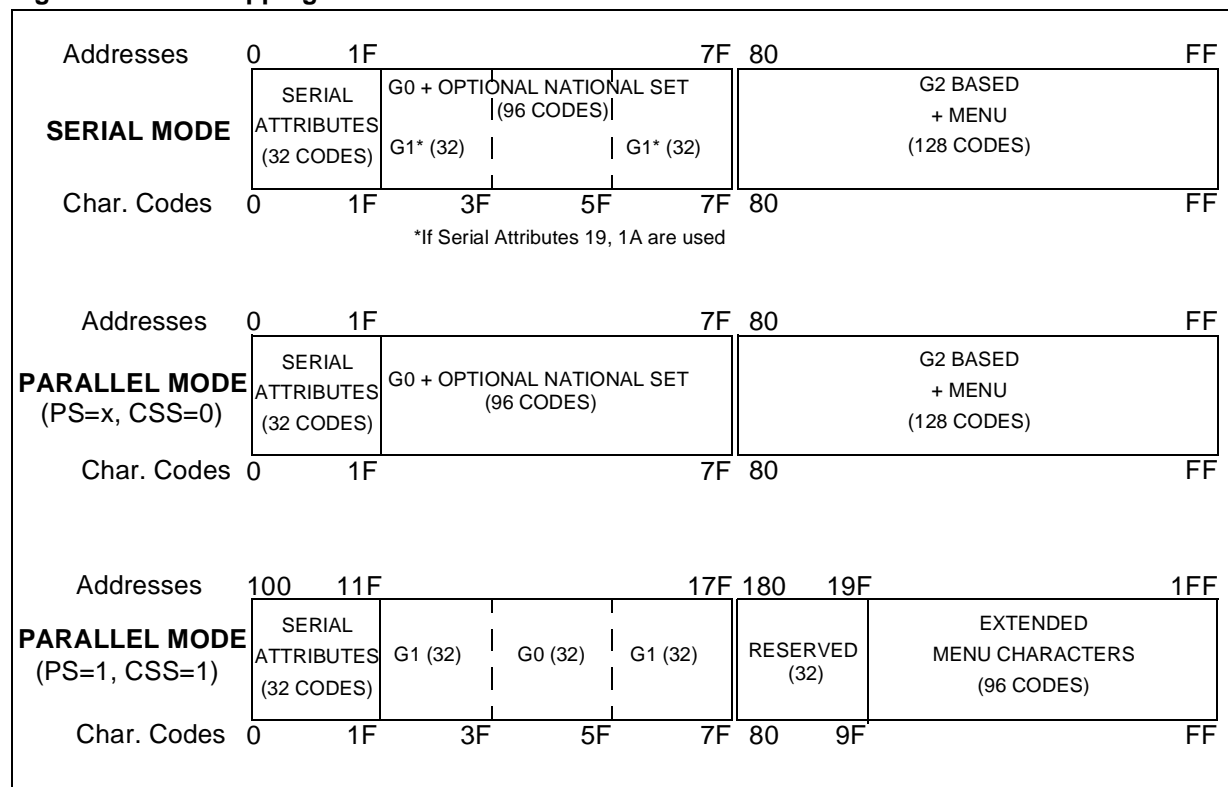 Addresses 0 1F 7F 80 FF
SERIAL MODE
SERIAL
ATTRIBUTES
(32 CODES)
G0 + OPTIONAL NATIONAL SET
(96 CODES)
G1* (32) G1* (32)
G2 BASED
+ MENU
(128 CODES)
Char. Codes 0 1F 3F 5F 7F 80 FF
*If Serial Attributes 19, 1A are used
Addresses 0 1F 7F 80 FF
PARALLEL MODE
(PS=x, CSS=0)
SERIAL
ATTRIBUTES
(32 CODES)
G0 + OPTIONAL NATIONAL SET
(96 CODES)
G2 BASED
+ MENU
(128 CODES)
Char. Codes 0 1F 7F 80 FF
Addresses 100 11F 17F 180 19F 1FF
PARALLEL MODE
(PS=1, CSS=1)
SERIAL
ATTRIBUTES
(32 CODES)
G1 (32) G0 (32) G1 (32)
RESERVED
(32)
EXTENDED
MENU CHARACTERS
(96 CODES)
Char. Codes 0 1F 3F 5F 7F 80 9F FF